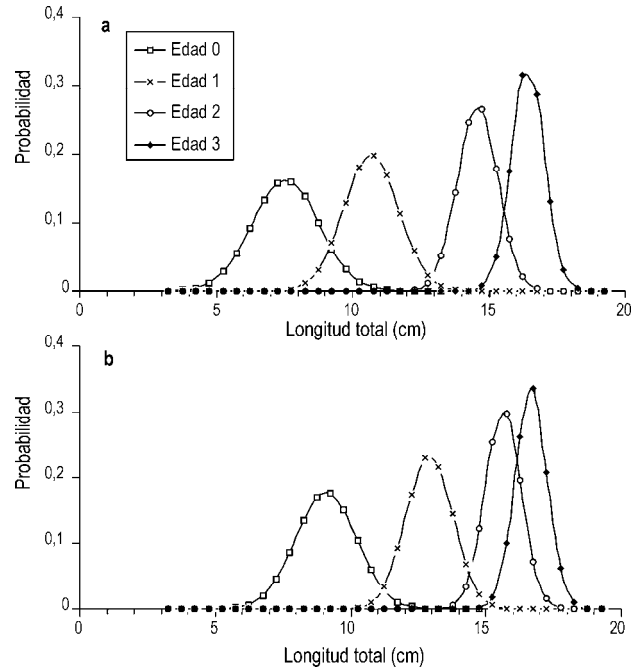 a
Edad 0
Edad 1
Edad 2
Edad 3
Probabilidad
0,4
0,3
0,2
0,1
0
0 5 10 15 20
Longitud total (cm)
b
Probabilidad
0,4
0,3
0,2
0,1
0
0 5 10 15 20
Longitud total (cm)